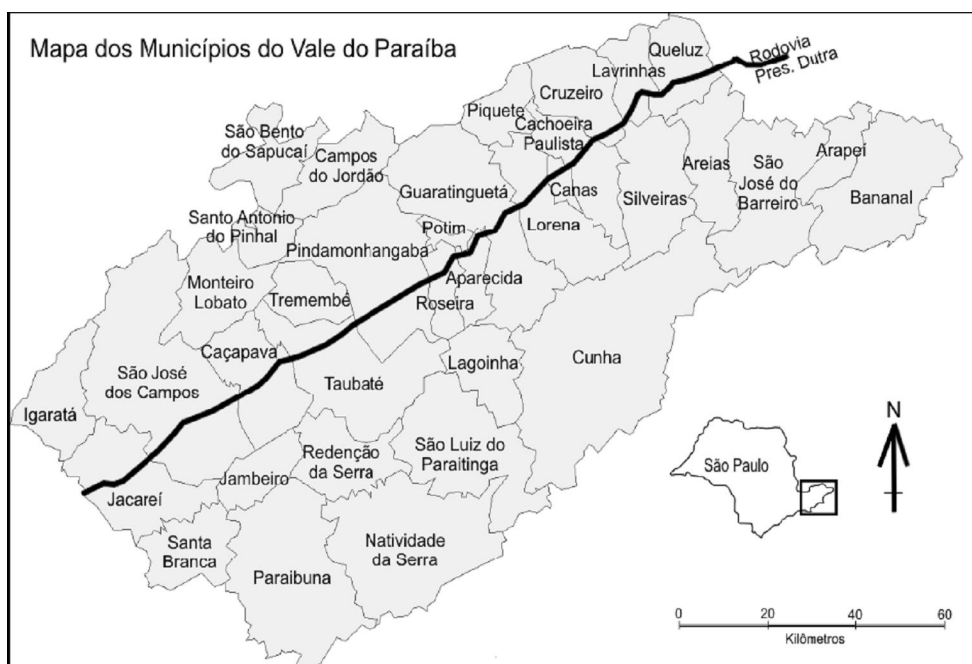 Mapa dos Municípios do Vale do Paraíba
Queluz
Rodovia
Pres. Dutra
Lavrinhas
Cruzeiro
Piquete
Cachoeira
Paulista
São Bento
do Sapucaí
Campos
do Jordão
Areias
São
José do
Barreiro
Arapeí
Bananal
Guaratinguetá
Canas
Silveiras
Santo Antonio
do Pinhal
Potim
Lorena
Pindamonhangaba
Monteiro
Lobato
Tremembé
Aparecida
Roseira
Caçapava
Lagoinha
Cunha
São José
dos Campos
Taubaté
Igaratá
Redenção
da Serra
São Luiz do
Paraitinga
São Paulo
N
Jacareí
Jambeiro
Santa
Branca
Natividade
da Serra
Paraibuna
0 20 40 60
Kilômetros